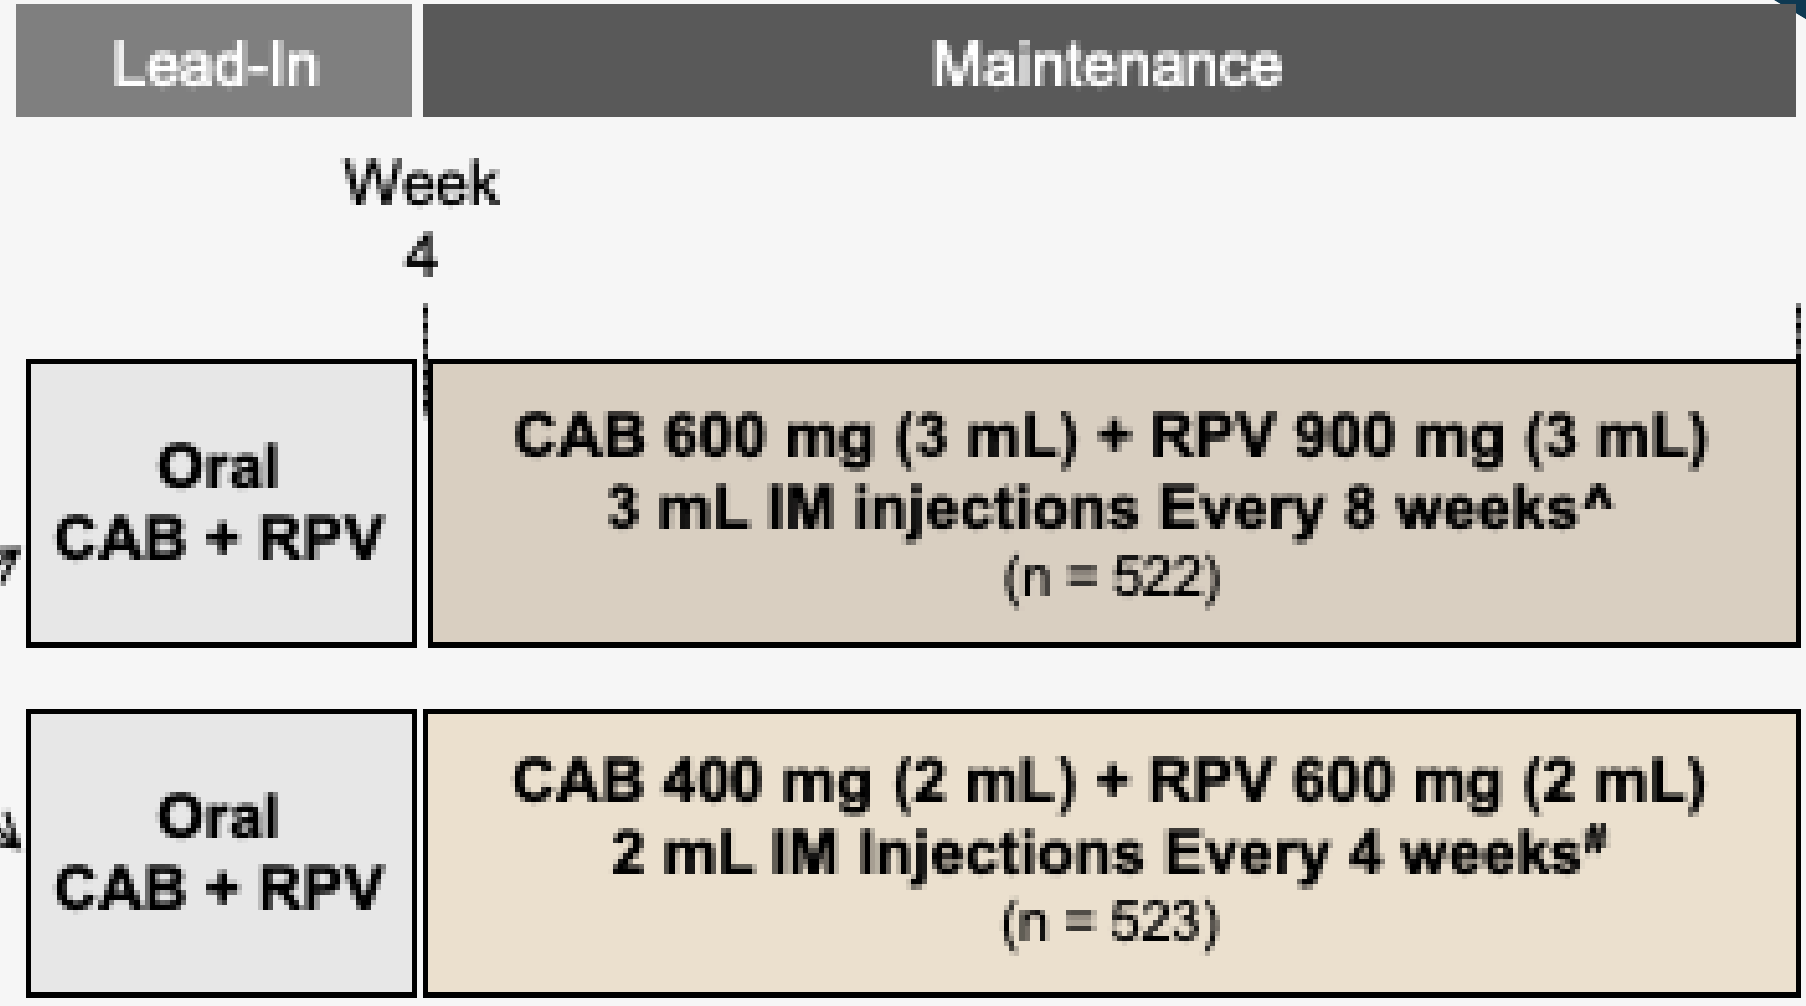 Lead-In
Maintenance
Week
4
Oral
CAB + RPV
CAB 600 mg (3 mL) + RPV 900 mg (3 mL)
3 mL IM injections Every 8 weeks^
(n = 522)
Oral
CAB + RPV
CAB 400 mg (2 mL) + RPV 600 mg (2 mL)
2 mL IM Injections Every 4 weeks#
(n = 523)